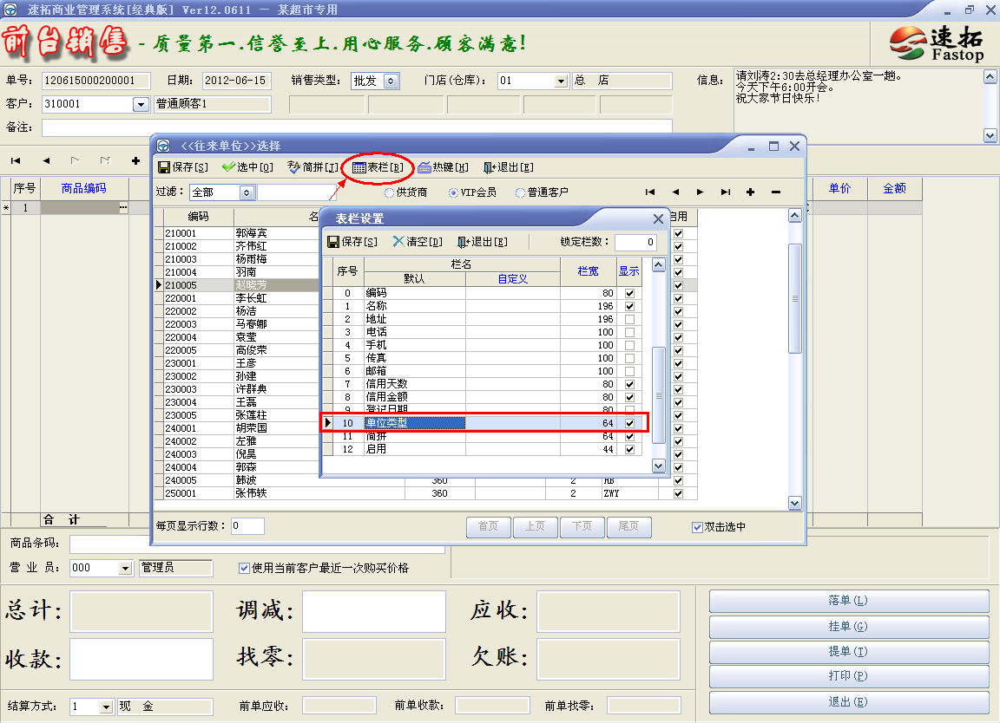 速拓商业管理系统[经典版] Ver12.0611 — 某超市专用
前台销售 -质量第一.信誉至上.用心服务.顾客满意!
速拓 Fastop
单号: 120615000200001 日期: 2012-06-15 销售类型: 批发 门店(仓库): 01 总 店 信息:
请刘涛2:30去总经理办公室一趟。
今天下午6:00开会。
祝大家节日快乐!
客户: 310001 普通顾客1
备注:
序号 商品编码 单价 金额
* 1
合 计
<<往来单位>>选择
保存[S] 选中[O] 简拼[J] 表栏[B] 热键[H] 退出[E]
过滤: 全部 供货商 VIP会员 普通客户
编码 名 启用
210001 郭海宾
210002 齐伟红
210003 杨雨梅
210004 羽南
210005 赵晓芳
220001 李长虹
220002 杨洁
220003 马春娜
220004 袁莹
220005 高俊荣
230001 王彦
230002 孙建
230003 许群典
230004 王磊
230005 张莲柱
240001 胡荣国
240002 左雅
240003 倪昊
240004 郭森
240005 韩波 360 2 HB
250001 张伟轶 360 2 ZWY
每页显示行数: 0 首页 上页 下页 尾页 双击选中
表栏设置
保存[S] 清空[D] 退出[E] 锁定栏数: 0
序号 栏名 栏宽 显示
默认 自定义
0 编码 80
1 名称 196
2 地址 196
3 电话 100
4 手机 100
5 传真 100
6 邮箱 100
7 信用天数 80
8 信用金额 80
9 登记日期 80
10 单位类型 64
11 简拼 64
12 启用 44
商品条码:
营 业 员: 000 管理员 使用当前客户最近一次购买价格
总计: 调减: 应收:
收款: 找零: 欠账:
结算方式: 1 现 金 前单应收: 前单收款: 前单找零:
落单(L)
挂单(G)
提单(T)
打印(P)
退出(E)